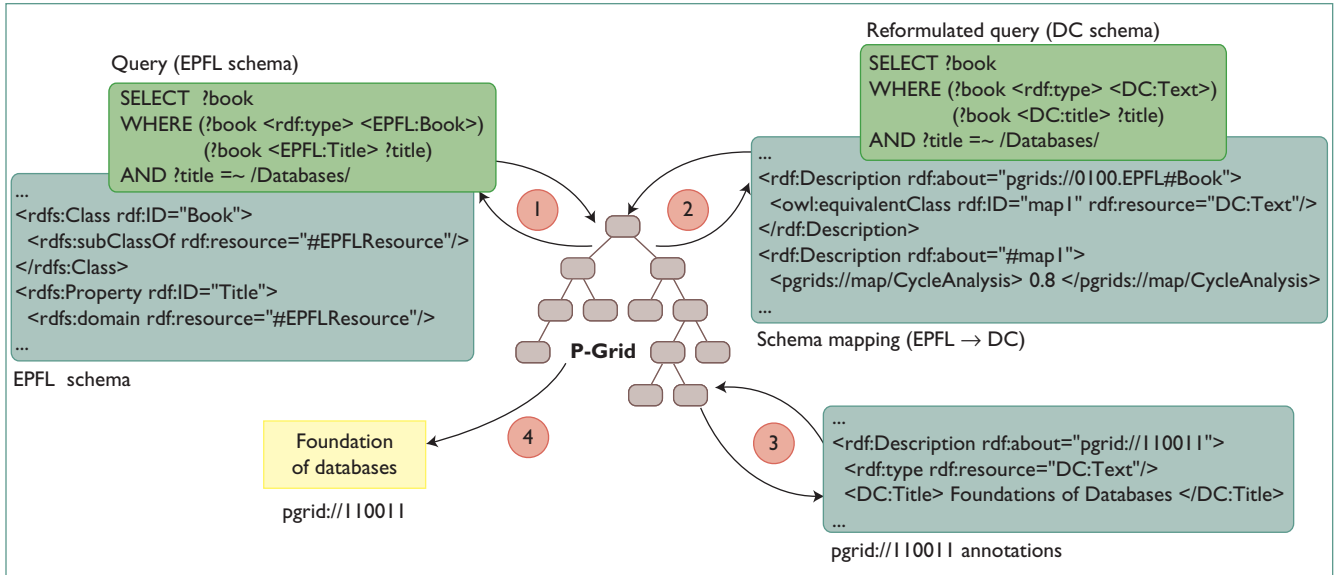 Query (EPFL schema)
SELECT ?book
WHERE (?book <rdf:type> <EPFL:Book>)
(?book <EPFL:Title> ?title)
AND ?title =~ /Databases/
...
<rdfs:Class rdf:ID="Book">
<rdfs:subClassOf rdf:resource="#EPFLResource"/>
</rdfs:Class>
<rdfs:Property rdf:ID="Title">
<rdfs:domain rdf:resource="#EPFLResource"/>
...
EPFL schema
1
2
Reformulated query (DC schema)
SELECT ?book
WHERE (?book <rdf:type> <DC:Text>)
(?book <DC:title> ?title)
AND ?title =~ /Databases/
...
<rdf:Description rdf:about="pgrids://0100.EPFL#Book">
<owl:equivalentClass rdf:ID="map1" rdf:resource="DC:Text"/>
</rdf:Description>
<rdf:Description rdf:about="#map1">
<pgrids://map/CycleAnalysis> 0.8 </pgrids://map/CycleAnalysis>
...
Schema mapping (EPFL → DC)
P-Grid
4
Foundation
of databases
pgrid://110011
3
...
<rdf:Description rdf:about="pgrid://110011">
<rdf:type rdf:resource="DC:Text"/>
<DC:Title> Foundations of Databases </DC:Title>
...
pgrid://110011 annotations